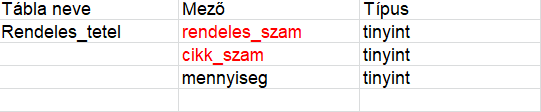 Tábla neve Mező Típus
Rendeles_tetel rendeles_szam tinyint
cikk_szam tinyint
mennyiseg tinyint